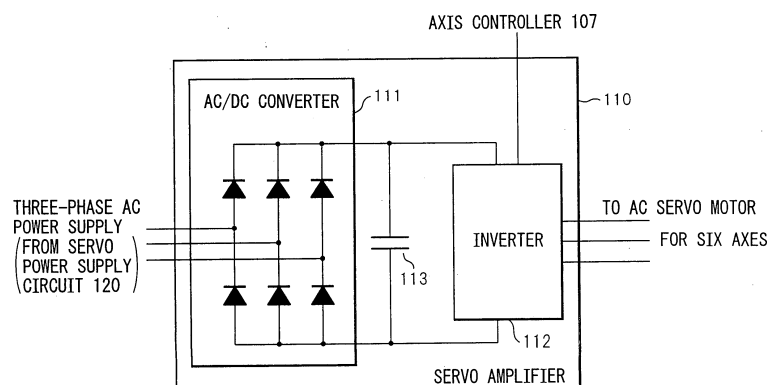 AXIS CONTROLLER 107
AC/DC CONVERTER
111
110
THREE-PHASE AC
POWER SUPPLY
(FROM SERVO
POWER SUPPLY
CIRCUIT 120)
113
INVERTER
TO AC SERVO MOTOR
FOR SIX AXES
112
SERVO AMPLIFIER